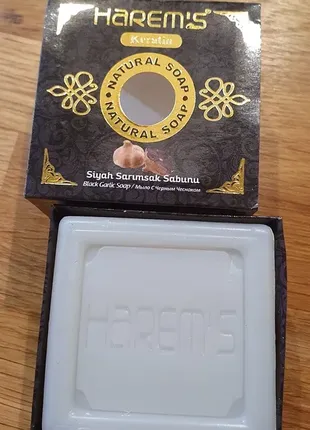 HAREM'S
Keratin
NATURAL SOAP
NATURAL SOAP
Siyah Sarımsak Sabunu
Black Garlic Soap / Мыло С Черным Чесноком
HAREM'S